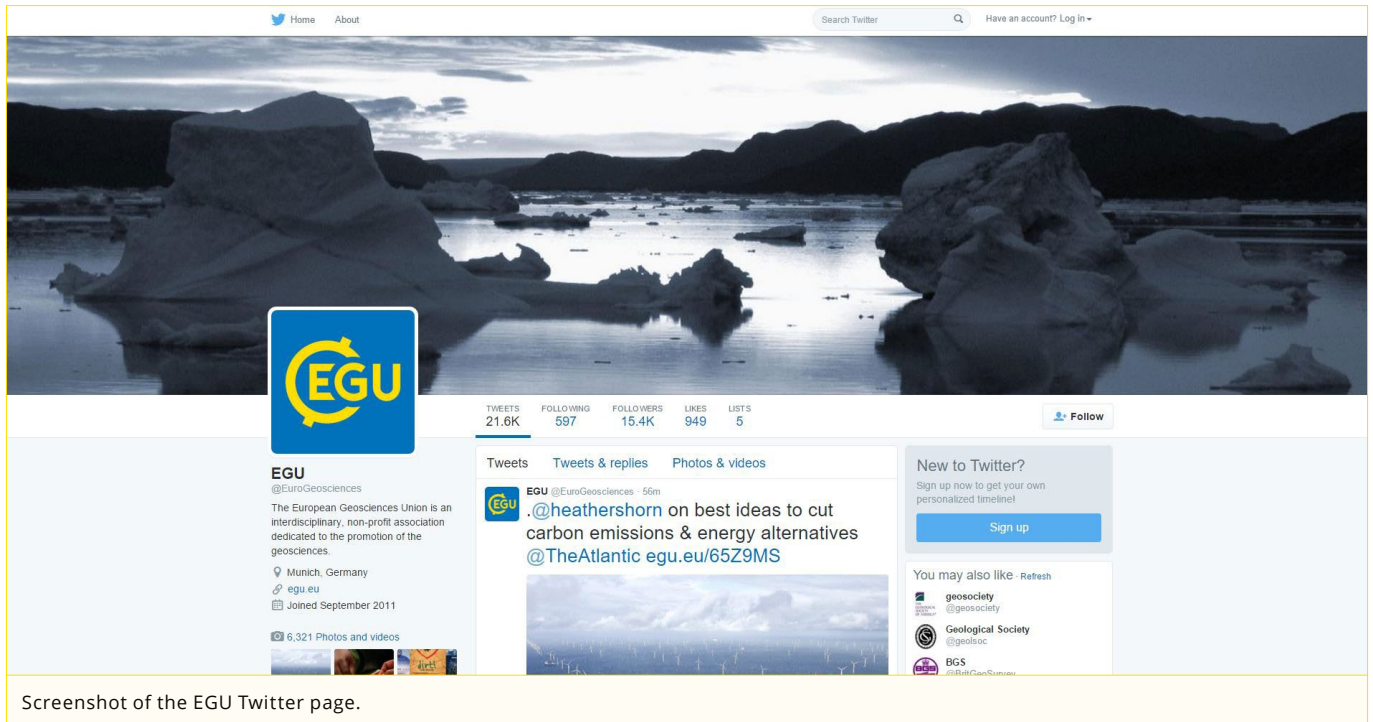 Home About
Search Twitter
Have an account? Log in
EGU
TWEETS FOLLOWING FOLLOWERS LIKES LISTS
21.6K 597 15.4K 949 5
Follow
EGU
@EuroGeosciences
The European Geosciences Union is an
interdisciplinary, non-profit association
dedicated to the promotion of the
geosciences.
Munich, Germany
egu.eu
Joined September 2011
6,321 Photos and videos
dirt!
Tweets Tweets & replies Photos & videos
EGU
EGU @EuroGeosciences · 56m
.@heathershorn on best ideas to cut
carbon emissions & energy alternatives
@TheAtlantic egu.eu/65Z9MS
New to Twitter?
Sign up now to get your own
personalized timeline!
Sign up
You may also like · Refresh
geosociety
@geosociety
Geological Society
@geolsoc
BGS
BGS
@BritGeoSurvey
Screenshot of the EGU Twitter page.